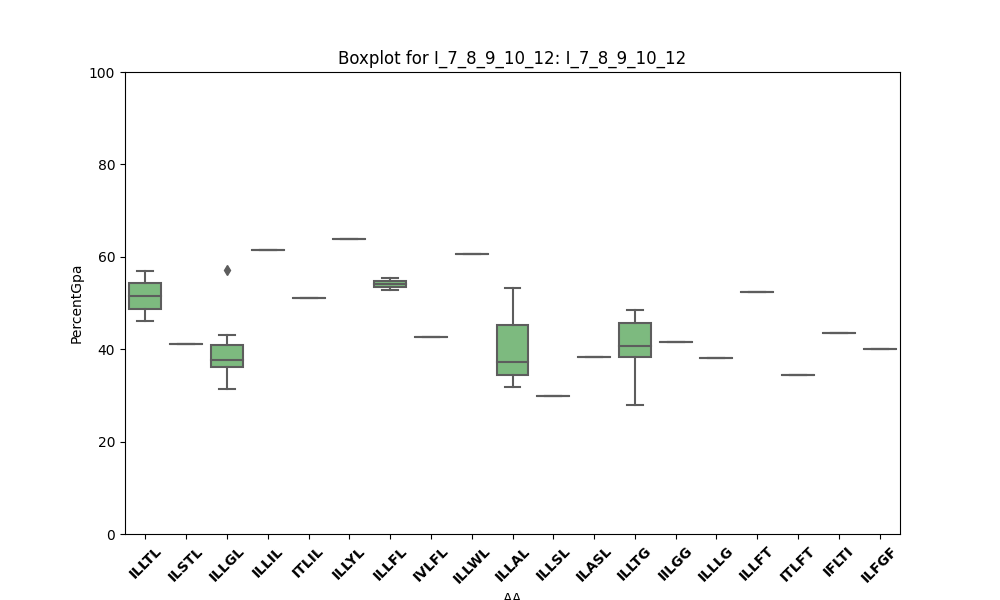 Boxplot for I_7_8_9_10_12: I_7_8_9_10_12
100
80
60
40
20
0
PercentGpa
ILLTL ILSTL ILLGL ILLIL ITLIL ILLYL ILLFL IVLFL ILLWL ILLAL ILLSL ILASL ILLTG IILGG ILLLG ILLFT ITLFT IFLTI ILFGF
AA